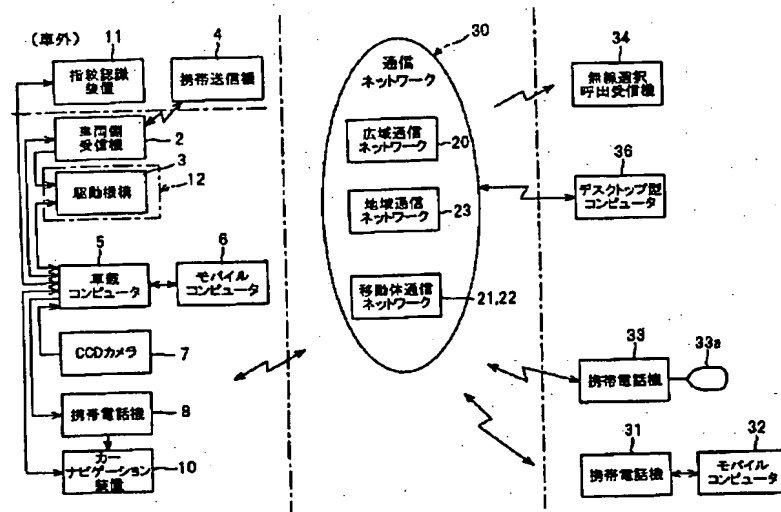 (車外)
11
指紋認識
装置
4
携帯送信機
車両側
受信機
2
3
駆動機構
12
5
車載
コンピュータ
6
モバイル
コンピュータ
CCDカメラ
7
携帯電話機
8
カー
ナビゲーション
装置
10
30
通信
ネットワーク
広域通信
ネットワーク
20
地域通信
ネットワーク
23
移動体通信
ネットワーク
21,22
34
無線選択
呼出受信機
36
デスクトップ型
コンピュータ
33
携帯電話機
33a
31
携帯電話機
32
モバイル
コンピュータ